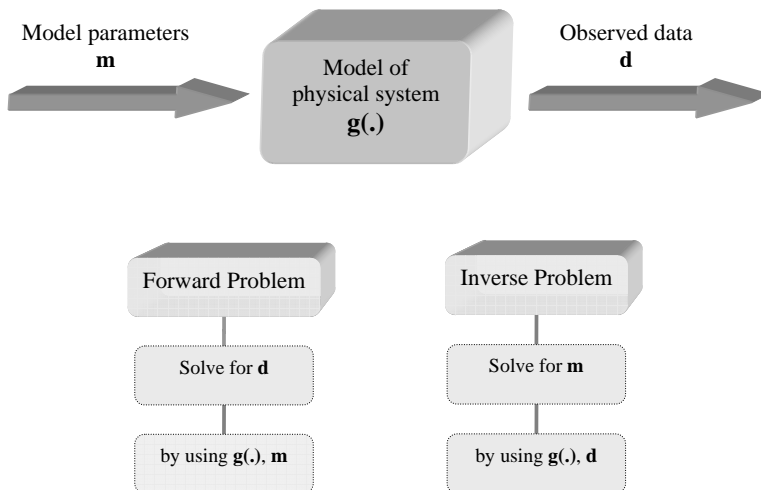 Model parameters
m
Model of
physical system
g(.)
Observed data
d
Forward Problem
Solve for d
by using g(.), m
Inverse Problem
Solve for m
by using g(.), d